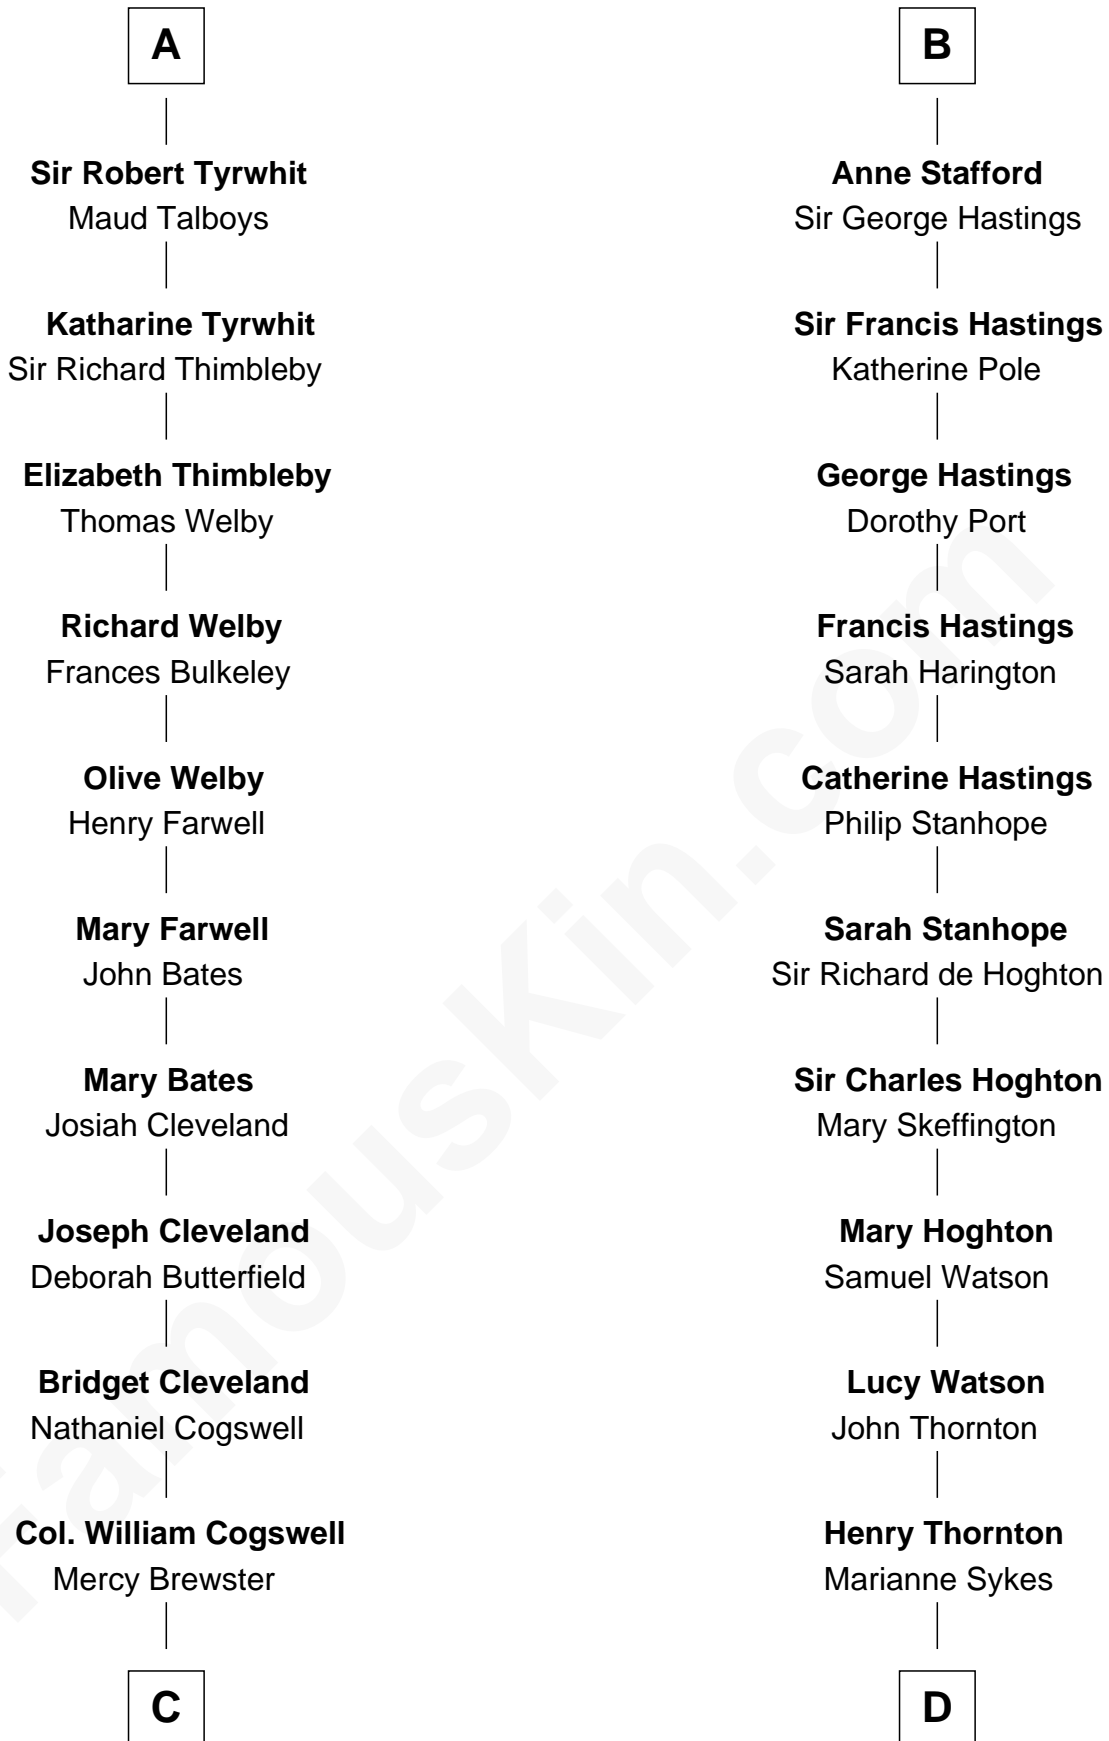 A
Sir Robert Tyrwhit
Maud Talboys
Katharine Tyrwhit
Sir Richard Thimbleby
Elizabeth Thimbleby
Thomas Welby
Richard Welby
Frances Bulkeley
Olive Welby
Henry Farwell
Mary Farwell
John Bates
Mary Bates
Josiah Cleveland
Joseph Cleveland
Deborah Butterfield
Bridget Cleveland
Nathaniel Cogswell
Col. William Cogswell
Mercy Brewster
C
B
Anne Stafford
Sir George Hastings
Sir Francis Hastings
Katherine Pole
George Hastings
Dorothy Port
Francis Hastings
Sarah Harington
Catherine Hastings
Philip Stanhope
Sarah Stanhope
Sir Richard de Hoghton
Sir Charles Hoghton
Mary Skeffington
Mary Hoghton
Samuel Watson
Lucy Watson
John Thornton
Henry Thornton
Marianne Sykes
D
FamousKin.com